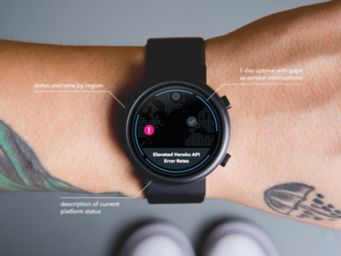 7-day uptime with gaps
as service interruptions
status overview by region
Elevated Heroku API
Error Rates
description of current
platform status